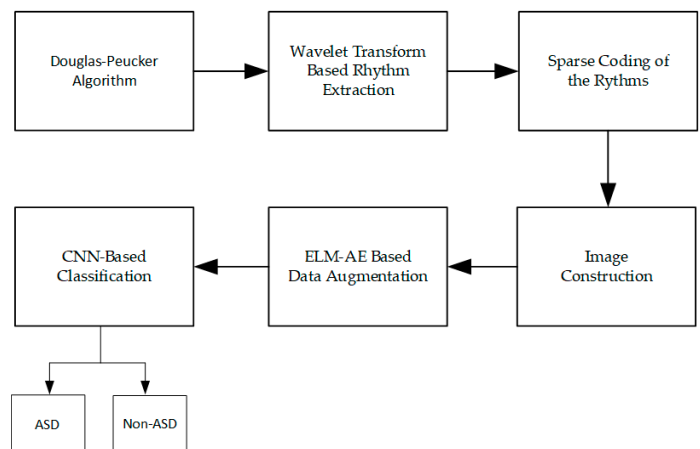 Douglas-Peucker
Algorithm
Wavelet Transform
Based Rhythm
Extraction
Sparse Coding of
the Rythms
Image
Construction
ELM-AE Based
Data Augmentation
CNN-Based
Classification
ASD
Non-ASD